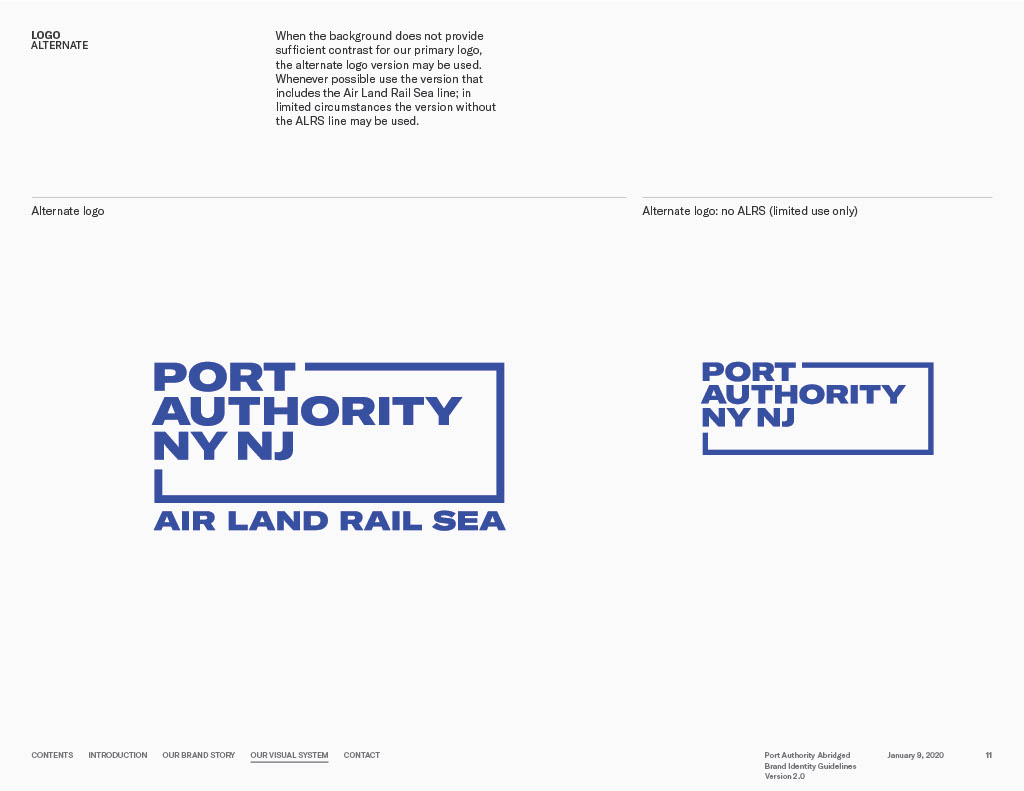 LOGO
ALTERNATE
When the background does not provide
sufficient contrast for our primary logo,
the alternate logo version may be used.
Whenever possible use the version that
includes the Air Land Rail Sea line; in
limited circumstances the version without
the ALRS line may be used.
Alternate logo
Alternate logo: no ALRS (limited use only)
PORT
AUTHORITY
NY NJ
AIR LAND RAIL SEA
PORT
AUTHORITY
NY NJ
CONTENTS INTRODUCTION OUR BRAND STORY OUR VISUAL SYSTEM CONTACT
Port Authority Abridged
Brand Identity Guidelines
Version 2.0
January 9, 2020
11